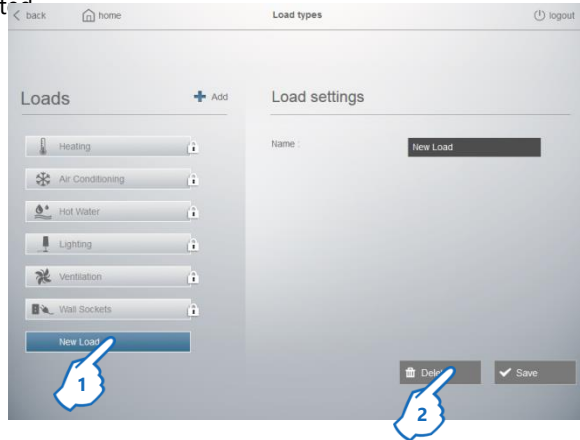 back home Load types logout
Loads Add Load settings
Heating Name : New Load
Air Conditioning
Hot Water
Lighting
Ventilation
Wall Sockets
New Load
1
Save
2